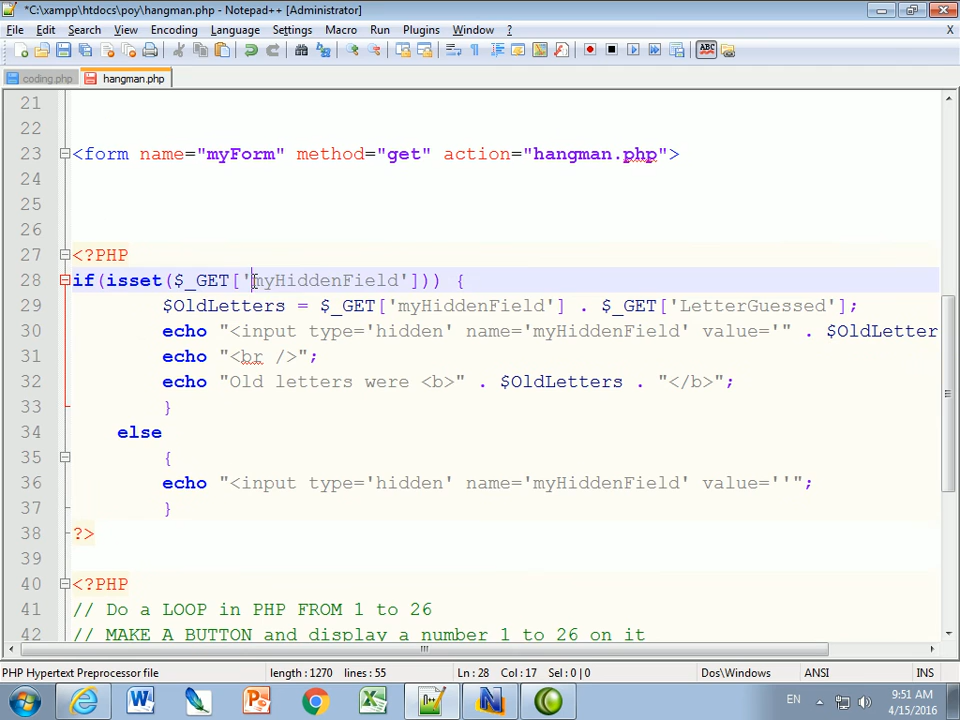 *C:\xampp\htdocs\poy\hangman.php - Notepad++ [Administrator]
File Edit Search View Encoding Language Settings Macro Run Plugins Window ? X
coding.php hangman.php
21
22
23 <form name="myForm" method="get" action="hangman.php">
24
25
26
27 <?PHP
28 if(isset($_GET['myHiddenField'])) {
29 $OldLetters = $_GET['myHiddenField'] . $_GET['LetterGuessed'];
30 echo "<input type='hidden' name='myHiddenField' value='" . $OldLetter
31 echo "<br />";
32 echo "Old letters were <b>" . $OldLetters . "</b>";
33 }
34 else
35 {
36 echo "<input type='hidden' name='myHiddenField' value=''";
37 }
38 ?>
39
40 <?PHP
41 // Do a LOOP in PHP FROM 1 to 26
42 // MAKE A BUTTON and display a number 1 to 26 on it
PHP Hypertext Preprocessor file length : 1270 lines : 55 Ln : 28 Col : 17 Sel : 0 | 0 Dos\Windows ANSI INS
EN 9:51 AM
4/15/2016